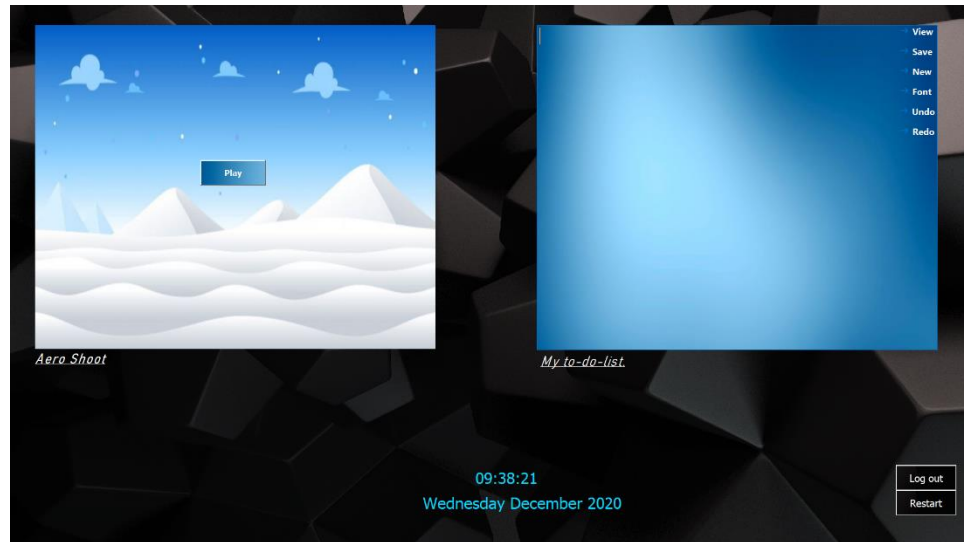 Play
Aero Shoot
View
Save
New
Font
Undo
Redo
My to-do-list.
09:38:21
Wednesday December 2020
Log out
Restart